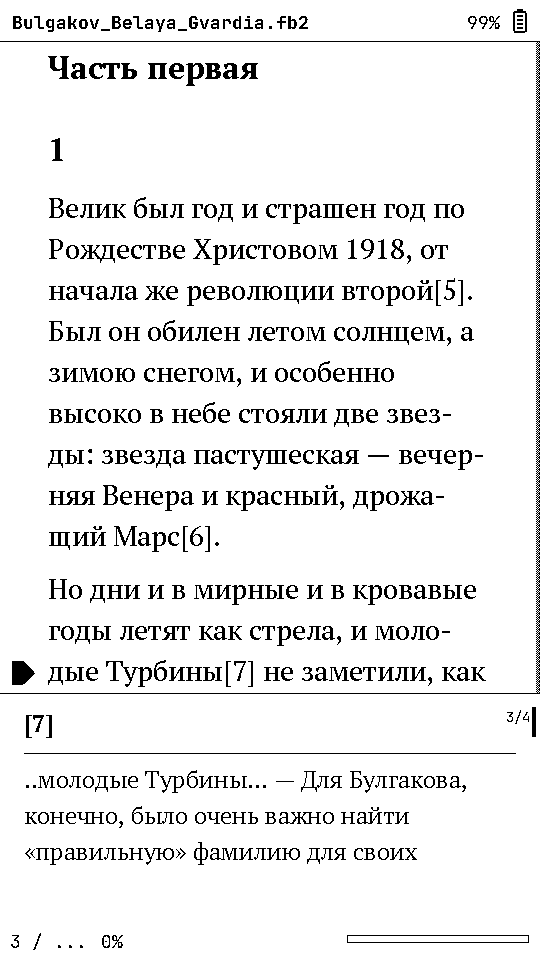 Bulgakov_Belaya_Gvardia.fb2 99%
Часть первая
1
Велик был год и страшен год по
Рождестве Христовом 1918, от
начала же революции второй[5].
Был он обилен летом солнцем, а
зимою снегом, и особенно
высоко в небе стояли две звез-
ды: звезда пастушеская — вечер-
няя Венера и красный, дрожа-
щий Марс[6].
Но дни и в мирные и в кровавые
годы летят как стрела, и моло-
дые Турбины[7] не заметили, как
[7] 3/4
..молодые Турбины... — Для Булгакова,
конечно, было очень важно найти
«правильную» фамилию для своих
3 / ... 0%